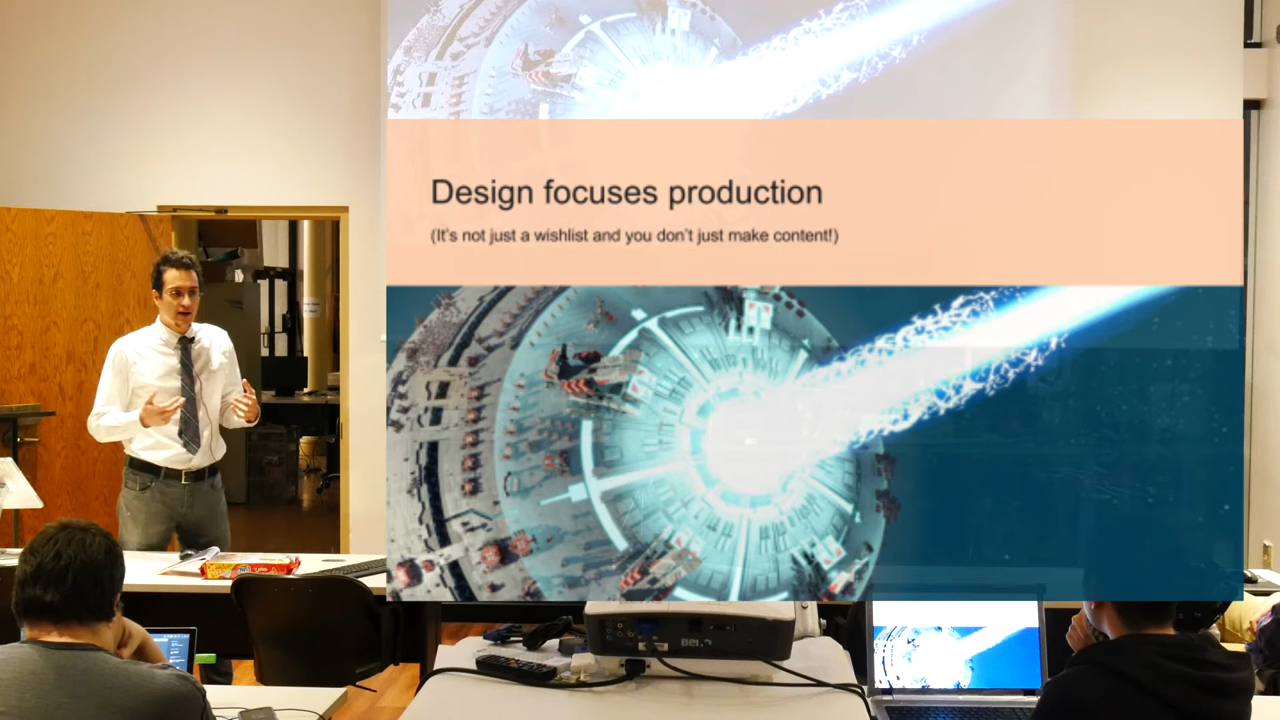 Design focuses production
(It's not just a wishlist and you don't just make content!)